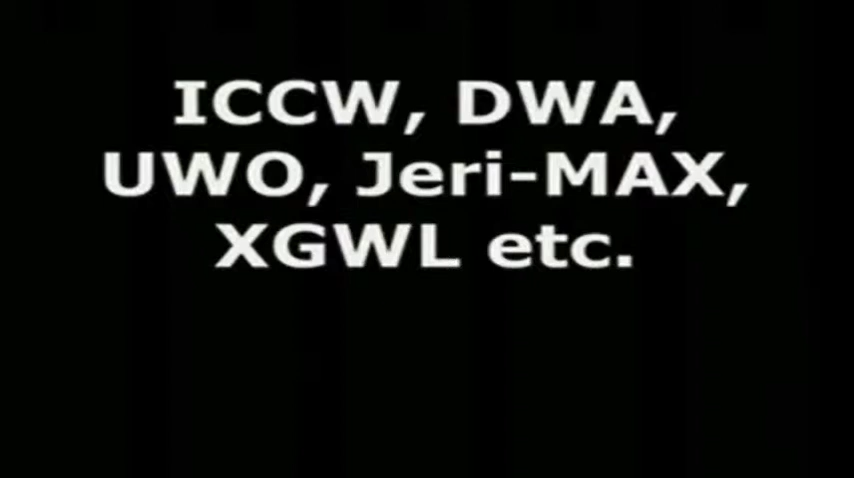 ICCW, DWA,
UWO, Jeri-MAX,
XGWL etc.